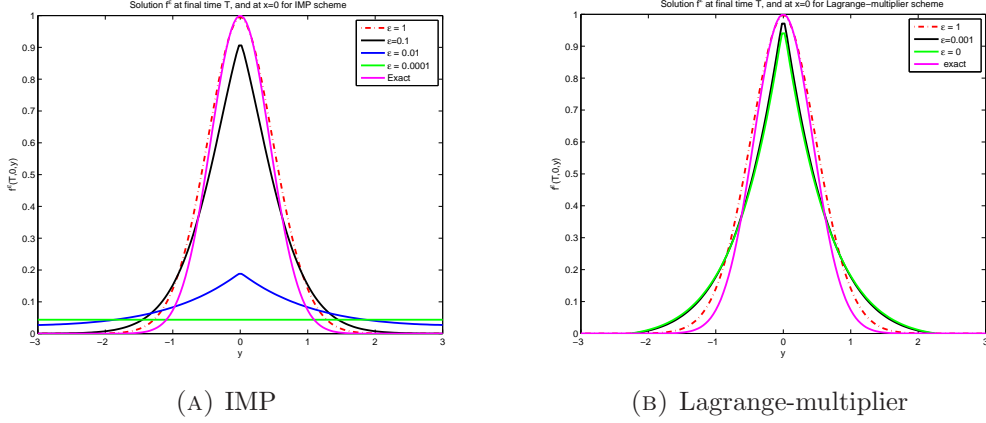 Solution f^ε at final time T, and at x=0 for IMP scheme
1
0.9
0.8
0.7
0.6
0.5
0.4
0.3
0.2
0.1
0
f^ε(T,0,y)
−3
−2
−1
0
1
2
3
y
ε = 1
ε=0.1
ε = 0.01
ε = 0.0001
Exact
(A) IMP
Solution f^ε at final time T, and at x=0 for Lagrange−multiplier scheme
1
0.9
0.8
0.7
0.6
0.5
0.4
0.3
0.2
0.1
0
f^ε(T,0,y)
−3
−2
−1
0
1
2
3
y
ε = 1
ε=0.001
ε = 0
exact
(B) Lagrange-multiplier